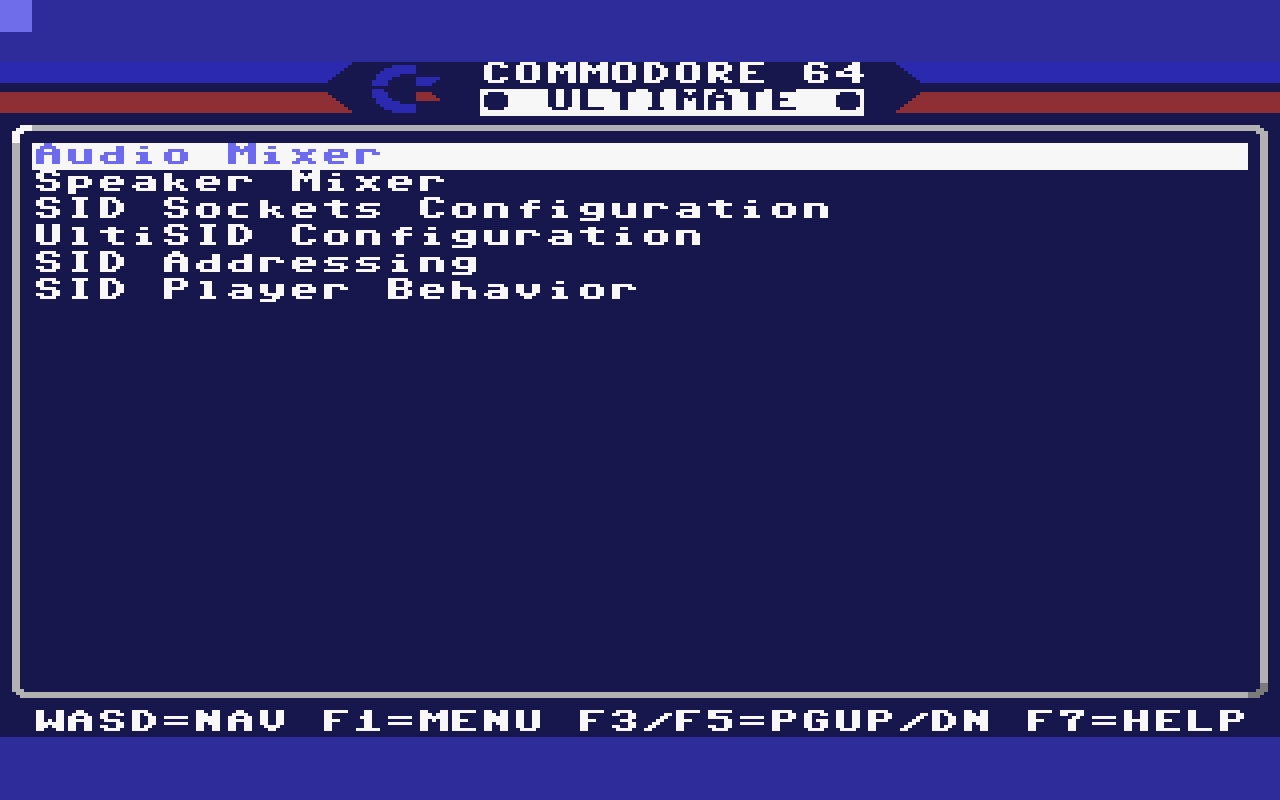 COMMODORE 64
ULTIMATE
Audio Mixer
Speaker Mixer
SID Sockets Configuration
UltiSID Configuration
SID Addressing
SID Player Behavior
WASD=NAV F1=MENU F3/F5=PGUP/DN F7=HELP